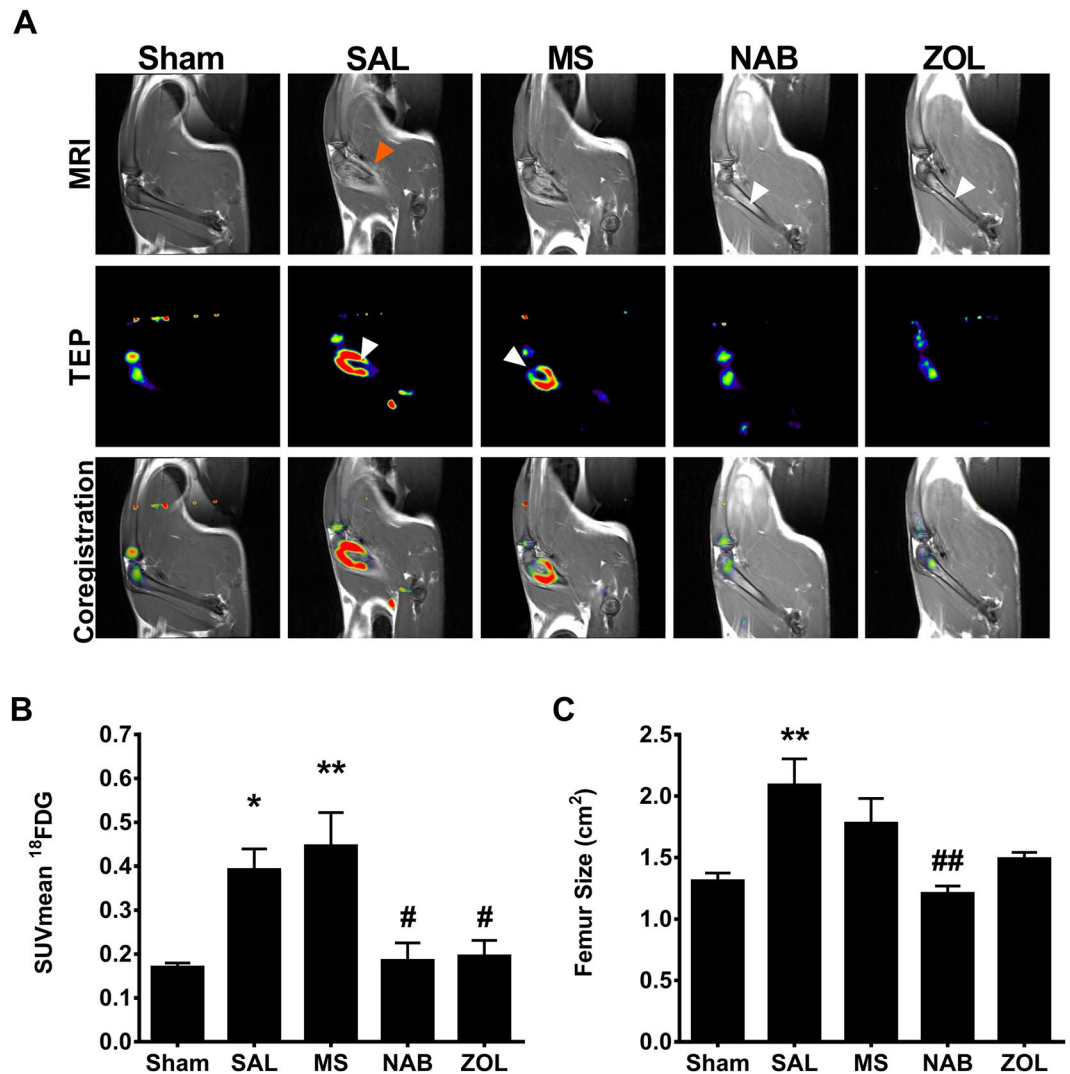 A
Sham SAL MS NAB ZOL
MRI
TEP
Coregistration
B
SUVmean ¹⁸FDG
0.7
0.6
0.5
0.4
0.3
0.2
0.1
0.0
*
**
#
#
Sham SAL MS NAB ZOL
C
Femur Size (cm²)
2.5
2.0
1.5
1.0
0.5
0.0
**
##
Sham SAL MS NAB ZOL